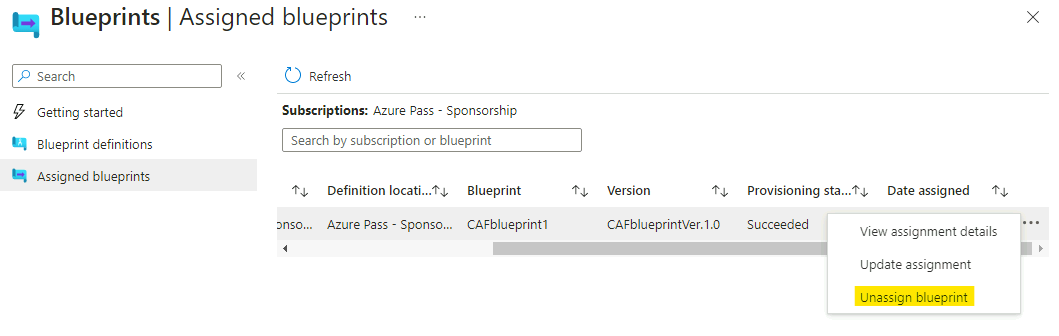 Blueprints | Assigned blueprints ...
Search
«
Getting started
Blueprint definitions
Assigned blueprints
Refresh
Subscriptions: Azure Pass - Sponsorship
Search by subscription or blueprint
Definition locati... Blueprint Version Provisioning sta... Date assigned
onso... Azure Pass - Sponso... CAFblueprint1 CAFblueprintVer.1.0 Succeeded ...
View assignment details
Update assignment
Unassign blueprint